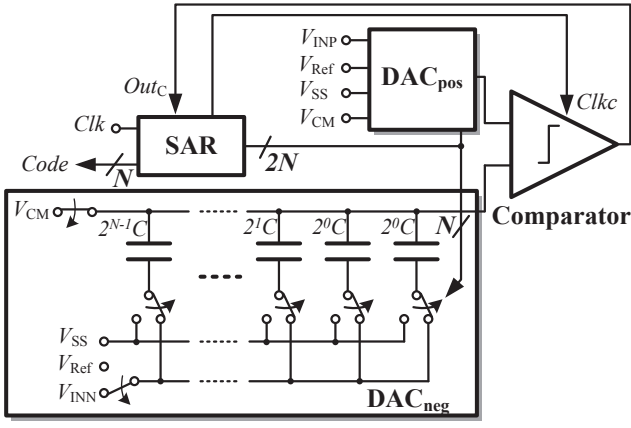 V_INP
V_Ref
V_SS
V_CM
DAC_pos
Out_C
Clkc
Clk
SAR
Code
N
2N
Comparator
V_CM
2^{N-1}C
2^1C
2^0C
2^0C
N
V_SS
V_Ref
V_INN
DAC_neg